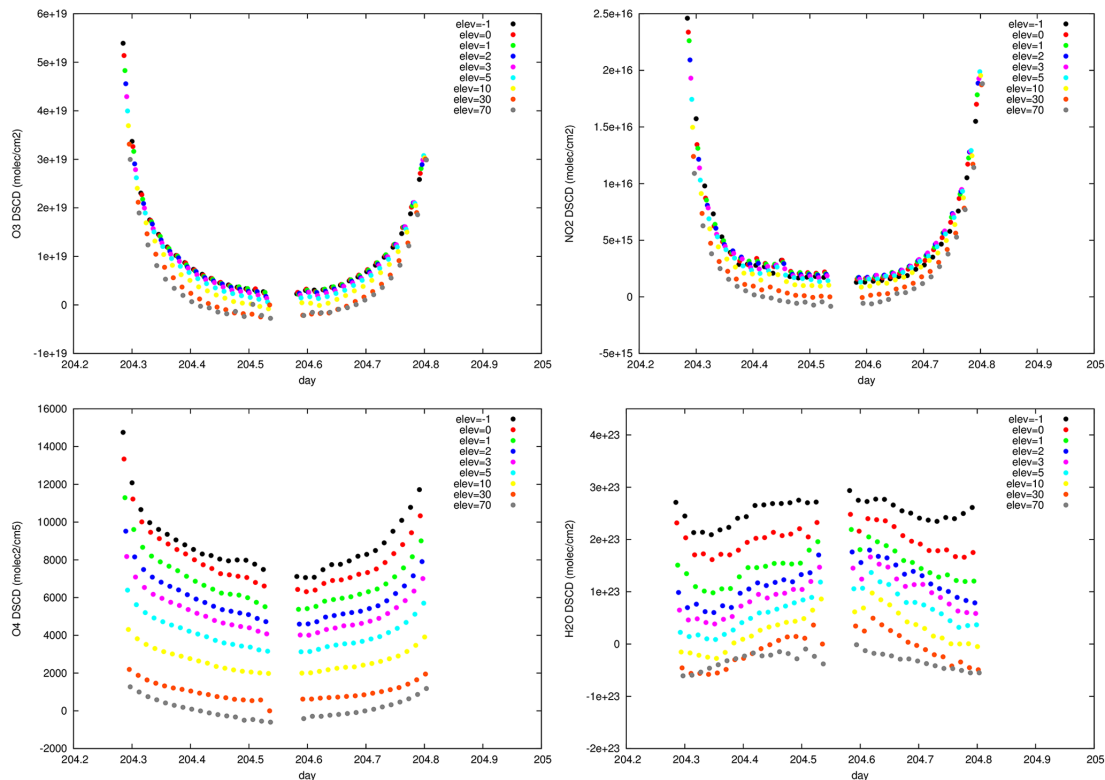 6e+19
5e+19
4e+19
3e+19
2e+19
1e+19
0
-1e+19
O3 DSCD (molec/cm2)
elev=-1
elev=0
elev=1
elev=2
elev=3
elev=5
elev=10
elev=30
elev=70
204.2 204.3 204.4 204.5 204.6 204.7 204.8 204.9 205
day
2.5e+16
2e+16
1.5e+16
1e+16
5e+15
0
-5e+15
NO2 DSCD (molec/cm2)
elev=-1
elev=0
elev=1
elev=2
elev=3
elev=5
elev=10
elev=30
elev=70
204.2 204.3 204.4 204.5 204.6 204.7 204.8 204.9 205
day
16000
14000
12000
10000
8000
6000
4000
2000
0
-2000
O4 DSCD (molec2/cm5)
elev=-1
elev=0
elev=1
elev=2
elev=3
elev=5
elev=10
elev=30
elev=70
204.2 204.3 204.4 204.5 204.6 204.7 204.8 204.9 205
day
4e+23
3e+23
2e+23
1e+23
0
-1e+23
-2e+23
H2O DSCD (molec/cm2)
elev=-1
elev=0
elev=1
elev=2
elev=3
elev=5
elev=10
elev=30
elev=70
204.2 204.3 204.4 204.5 204.6 204.7 204.8 204.9 205
day